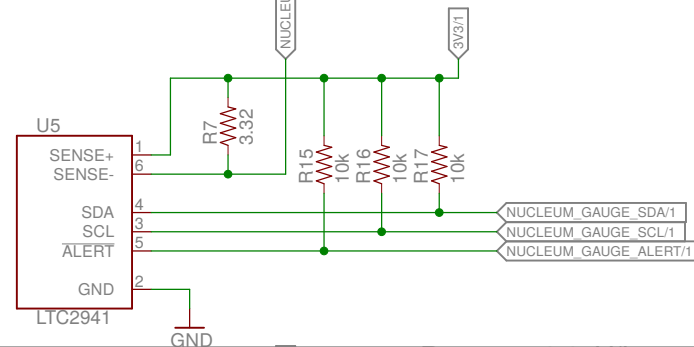 NUCLEU
3V3/1
U5
R7
3.32
R15
10k
R16
10k
R17
10k
1
SENSE+
6
SENSE-
SDA
4
NUCLEUM_GAUGE_SDA/1
SCL
3
NUCLEUM_GAUGE_SCL/1
ALERT
5
NUCLEUM_GAUGE_ALERT/1
GND
2
LTC2941
GND